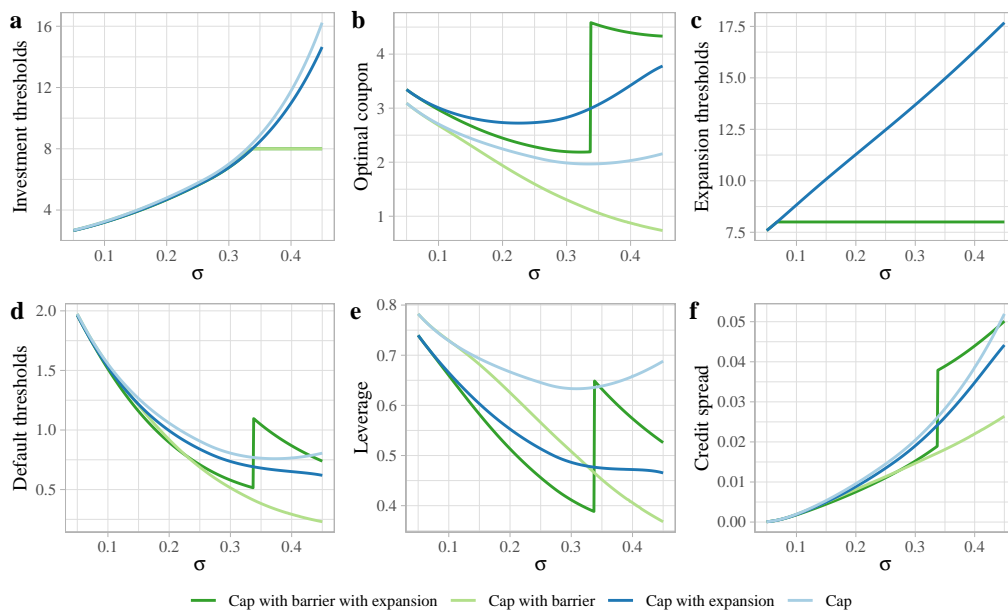 a
Investment thresholds
16
12
8
4
0.1 0.2 0.3 0.4
σ
b
Optimal coupon
4
3
2
1
0.1 0.2 0.3 0.4
σ
c
Expansion thresholds
17.5
15.0
12.5
10.0
7.5
0.1 0.2 0.3 0.4
σ
d
Default thresholds
2.0
1.5
1.0
0.5
0.1 0.2 0.3 0.4
σ
e
Leverage
0.8
0.7
0.6
0.5
0.4
0.1 0.2 0.3 0.4
σ
f
Credit spread
0.05
0.04
0.03
0.02
0.01
0.00
0.1 0.2 0.3 0.4
σ
Cap with barrier with expansion Cap with barrier Cap with expansion Cap